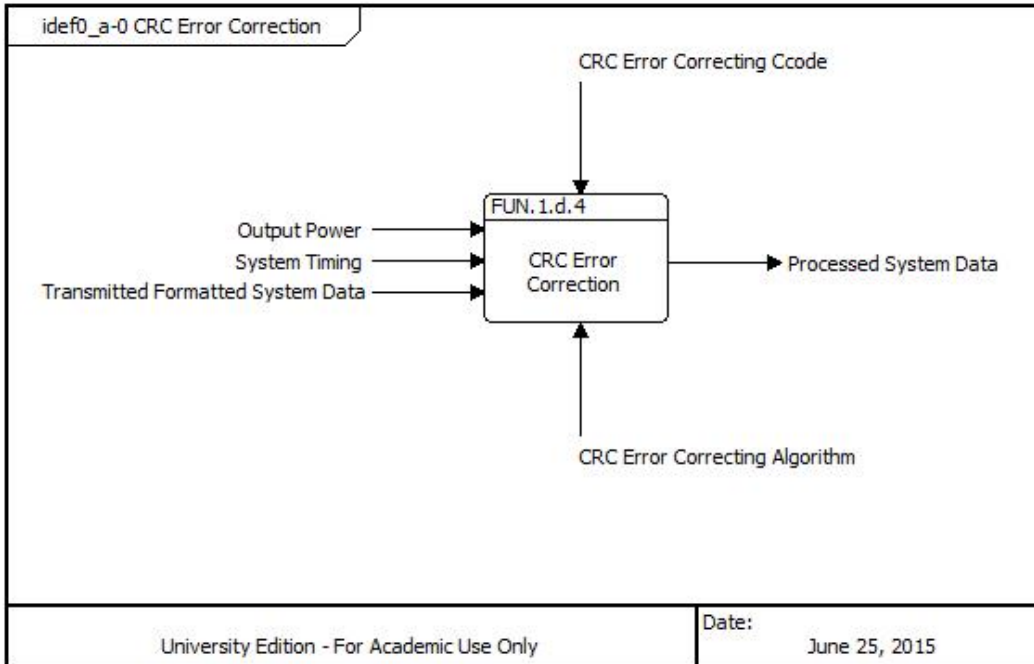 idef0_a-0 CRC Error Correction
CRC Error Correcting Ccode
FUN.1.d.4
Output Power
System Timing
Transmitted Formatted System Data
CRC Error
Correction
Processed System Data
CRC Error Correcting Algorithm
University Edition - For Academic Use Only
Date:
June 25, 2015